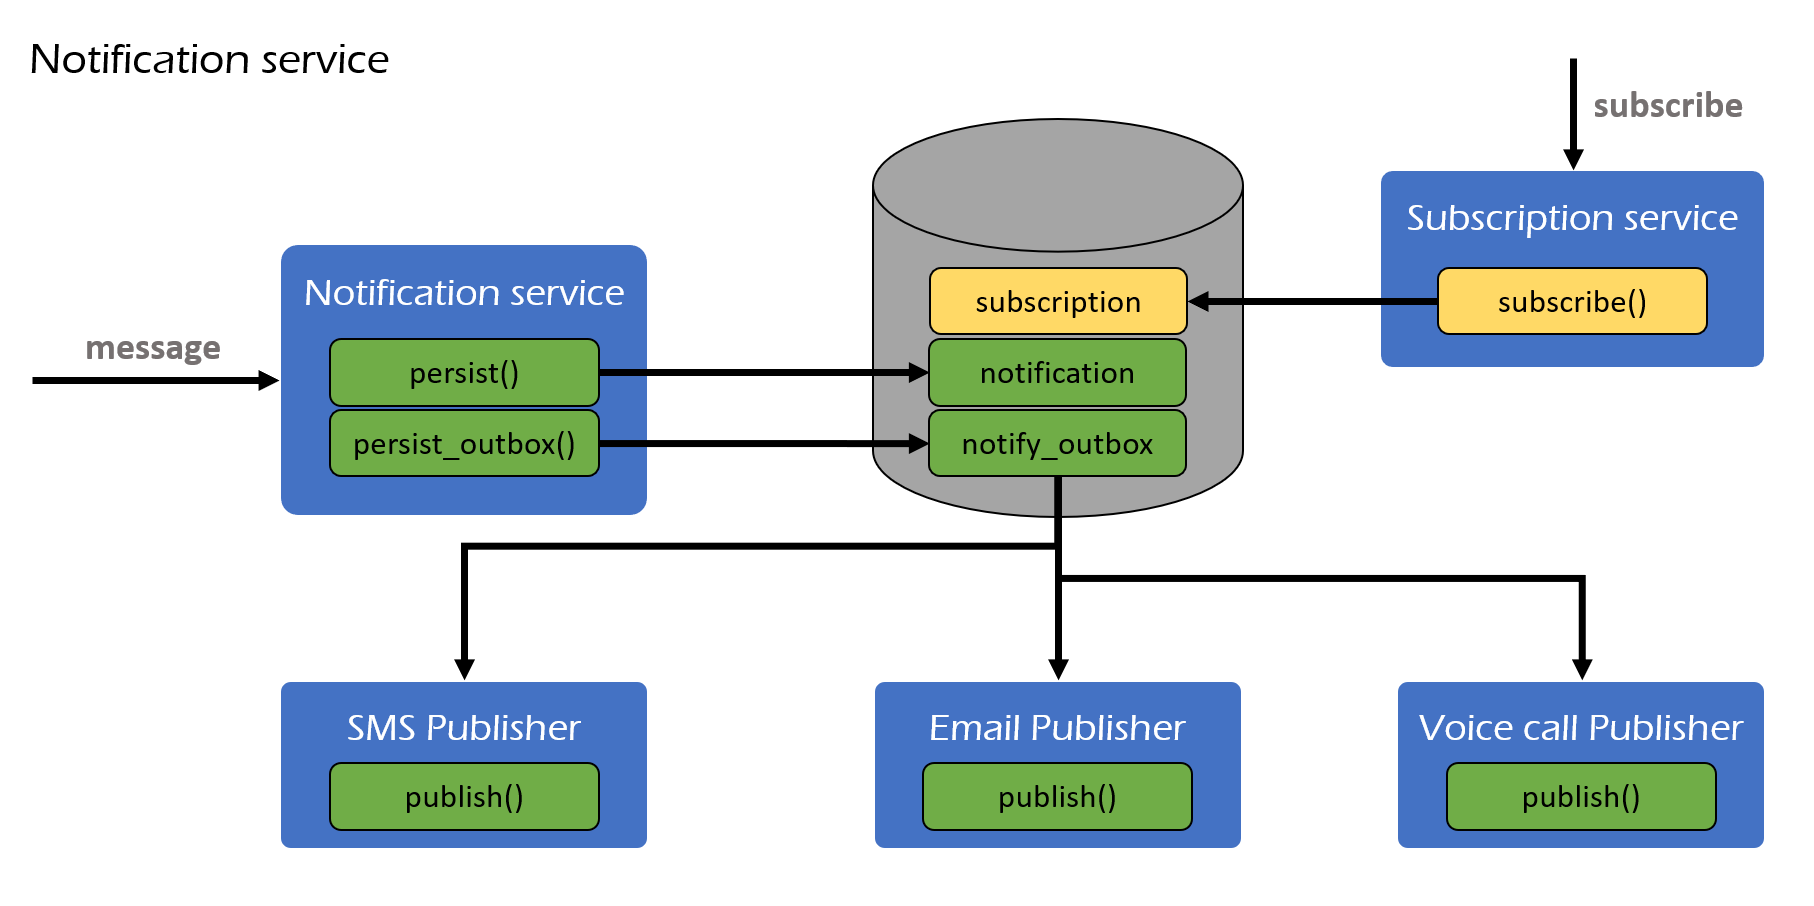 Notification service
subscribe
Subscription service
subscribe()
message
Notification service
persist()
persist_outbox()
subscription
notification
notify_outbox
SMS Publisher
publish()
Email Publisher
publish()
Voice call Publisher
publish()